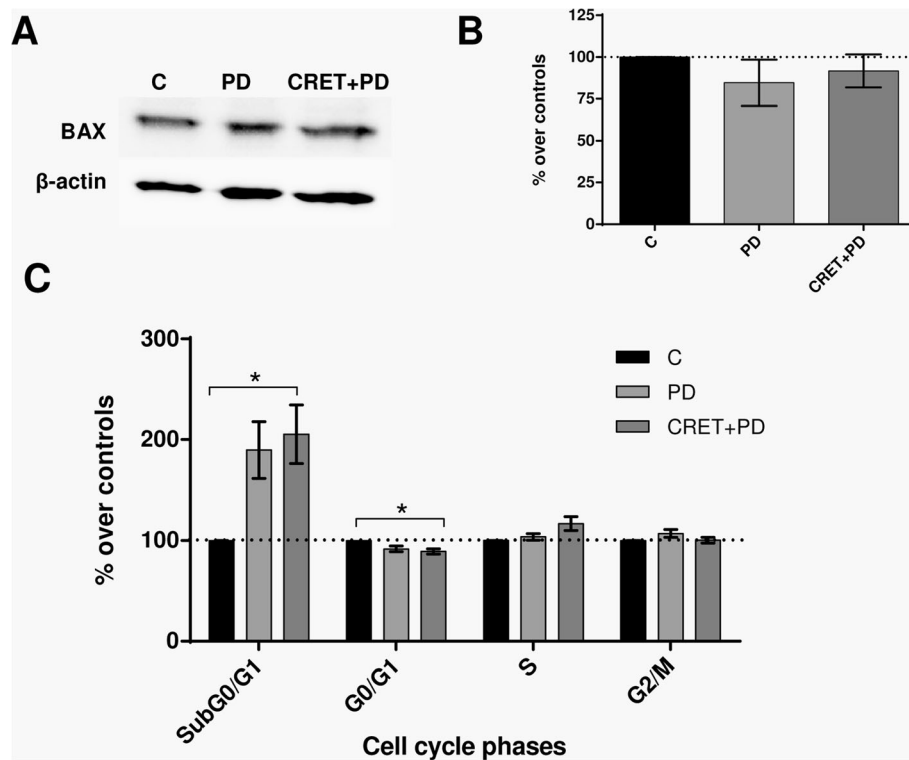 A
C PD CRET+PD
BAX
β-actin
B
% over controls
125
100
75
50
25
0
C
PD
CRET+PD
C
% over controls
300
200
100
0
*
*
C
PD
CRET+PD
SubG0/G1
G0/G1
S
G2/M
Cell cycle phases